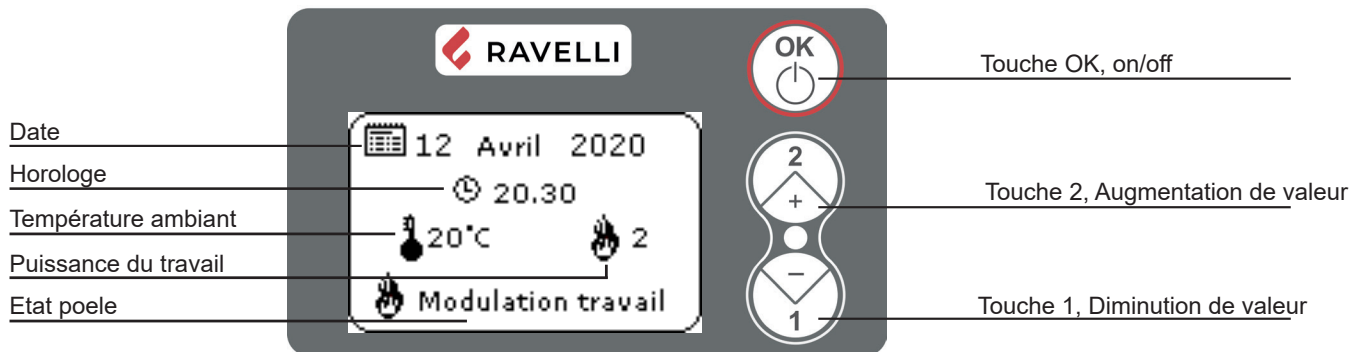 RAVELLI
OK
Touche OK, on/off
Date
12 Avril 2020
Horologe
20.30
2
+
Touche 2, Augmentation de valeur
Température ambiant
20°C
2
Puissance du travail
Etat poele
Modulation travail
−
1
Touche 1, Diminution de valeur